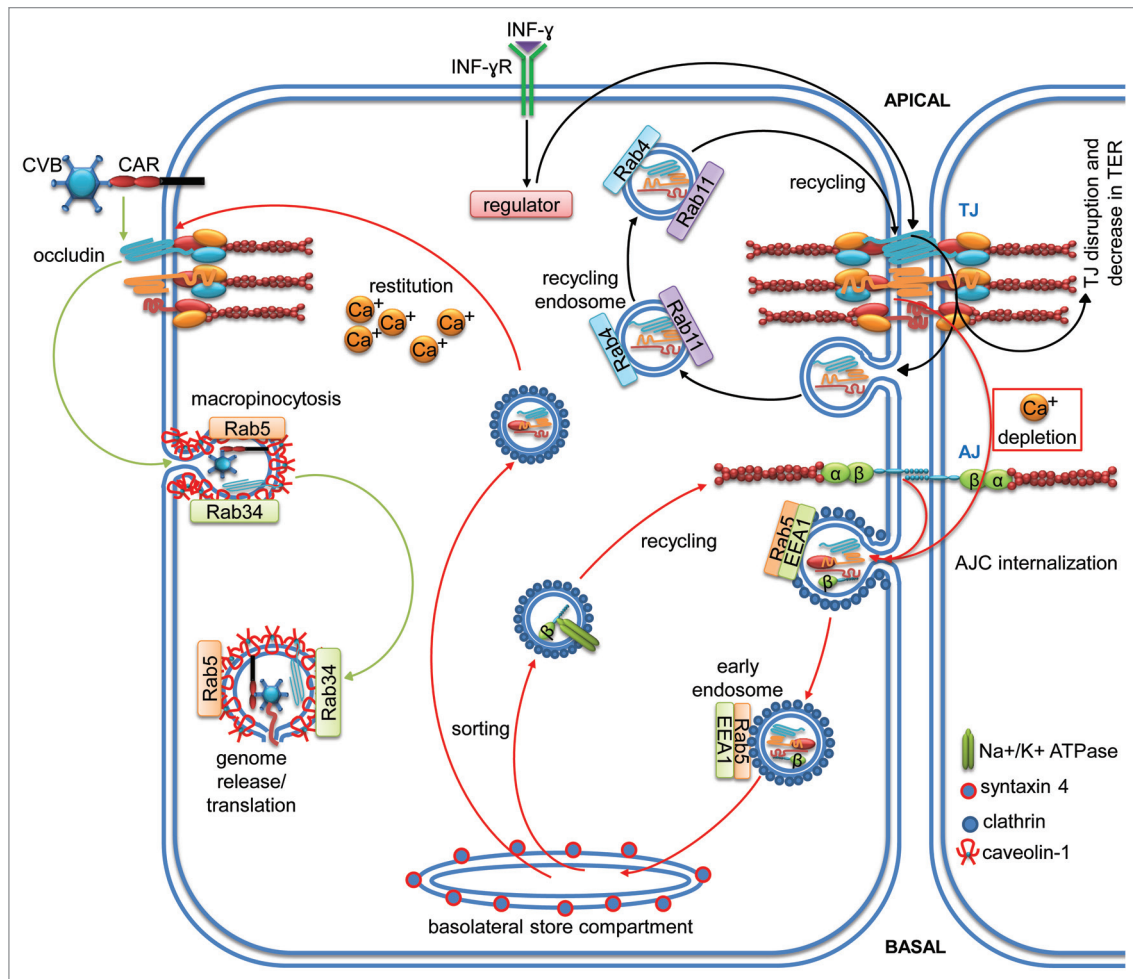 INF-ɣ
INF-ɣR
APICAL
CVB
CAR
Rab4
Rab11
recycling
regulator
TJ
TJ disruption and
decrease in TER
occludin
restitution
Ca+
Ca+
Ca+
Ca+
Ca+
recycling
endosome
Rab4
Rab11
macropinocytosis
Rab5
Rab34
Ca+
depletion
AJ
α
β
β
α
Rab5
EEA1
β
recycling
AJC internalization
β
Rab5
Rab34
genome
release/
translation
sorting
early
endosome
EEA1
Rab5
β
Na+/K+ ATPase
syntaxin 4
clathrin
caveolin-1
basolateral store compartment
BASAL